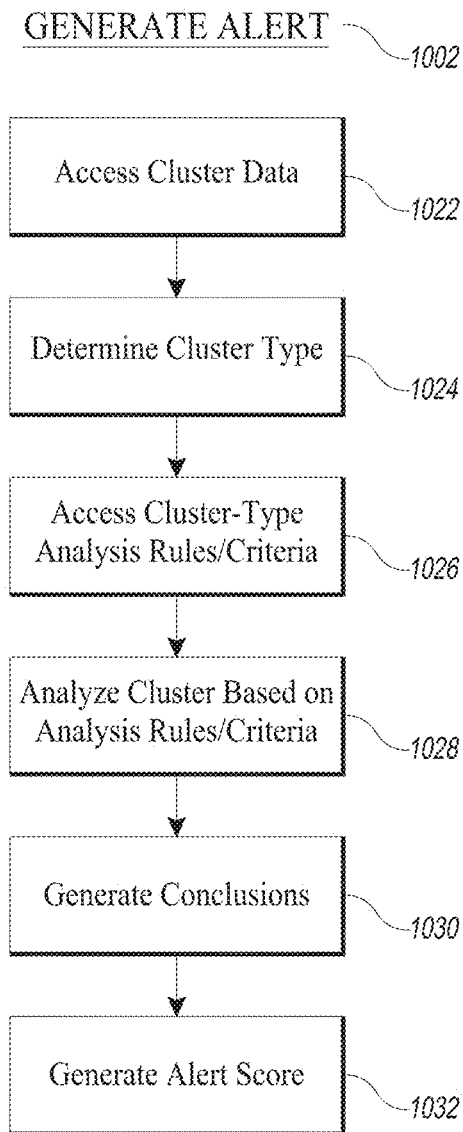 GENERATE ALERT
1002
Access Cluster Data
1022
Determine Cluster Type
1024
Access Cluster-Type
Analysis Rules/Criteria
1026
Analyze Cluster Based on
Analysis Rules/Criteria
1028
Generate Conclusions
1030
Generate Alert Score
1032